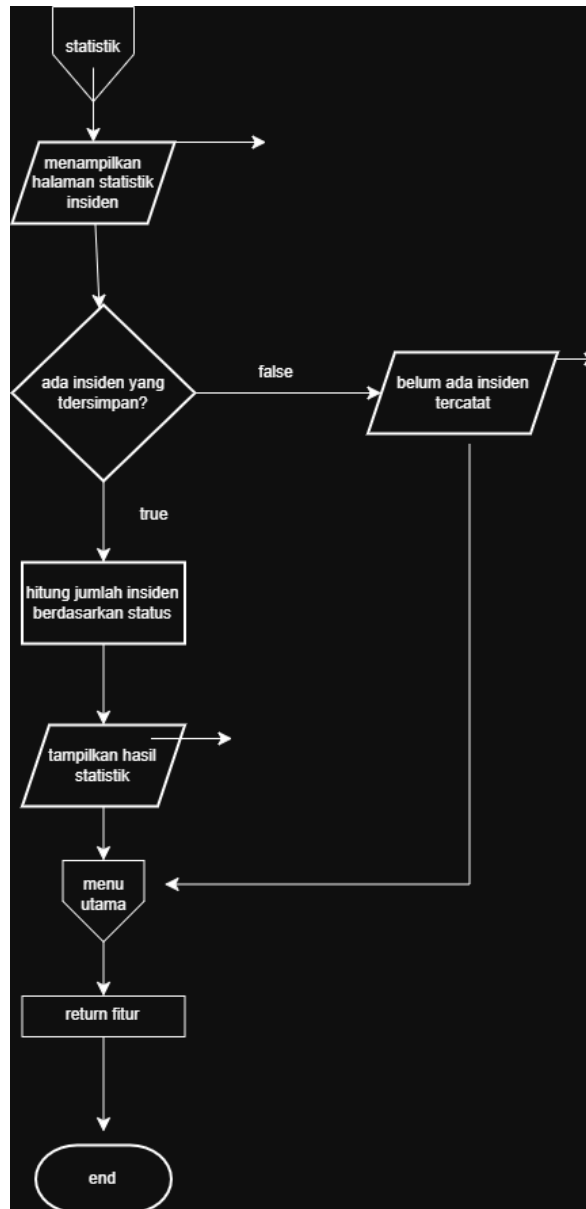 statistik
menampilkan
halaman statistik
insiden
ada insiden yang
tdersimpan?
false
belum ada insiden
tercatat
true
hitung jumlah insiden
berdasarkan status
tampilkan hasil
statistik
menu
utama
return fitur
end